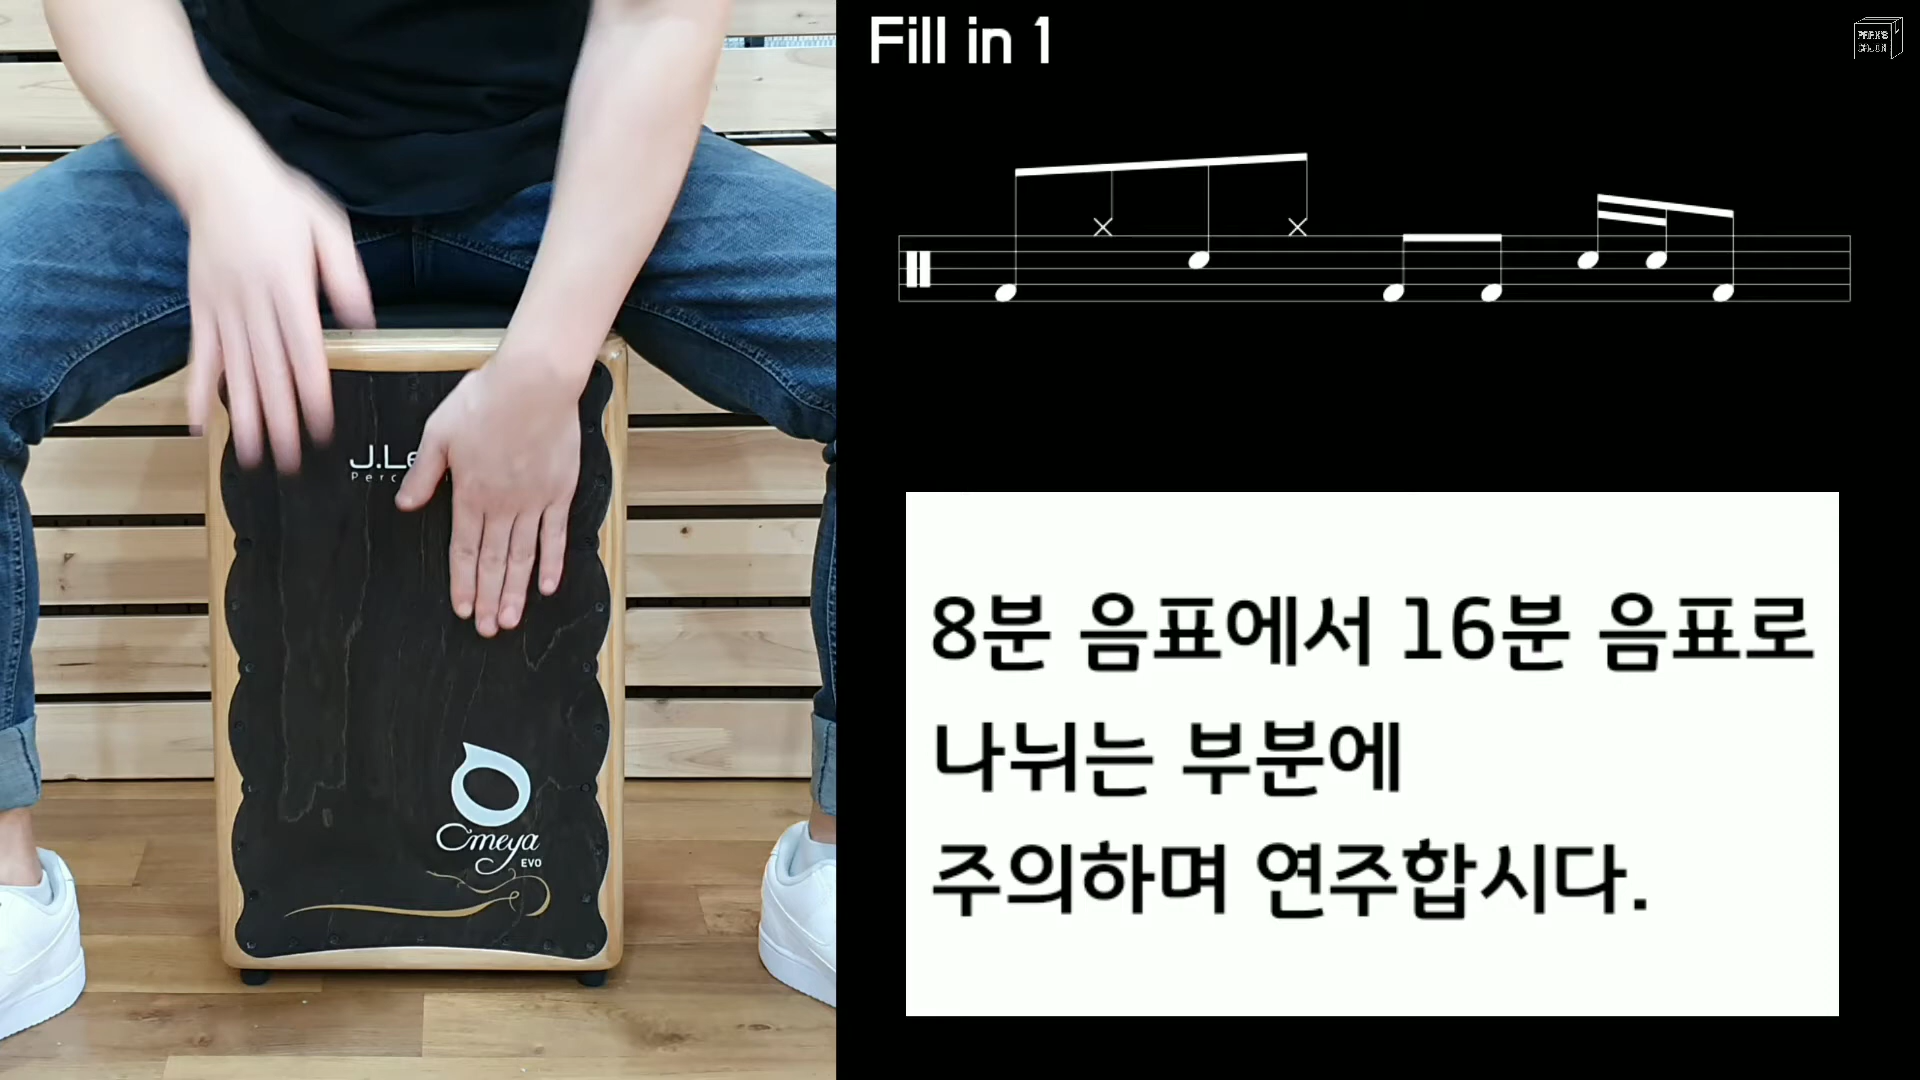 Fill in 1
J.Le
Perc
8분 음표에서 16분 음표로
나뉘는 부분에
주의하며 연주합시다.
Omeya
EVO